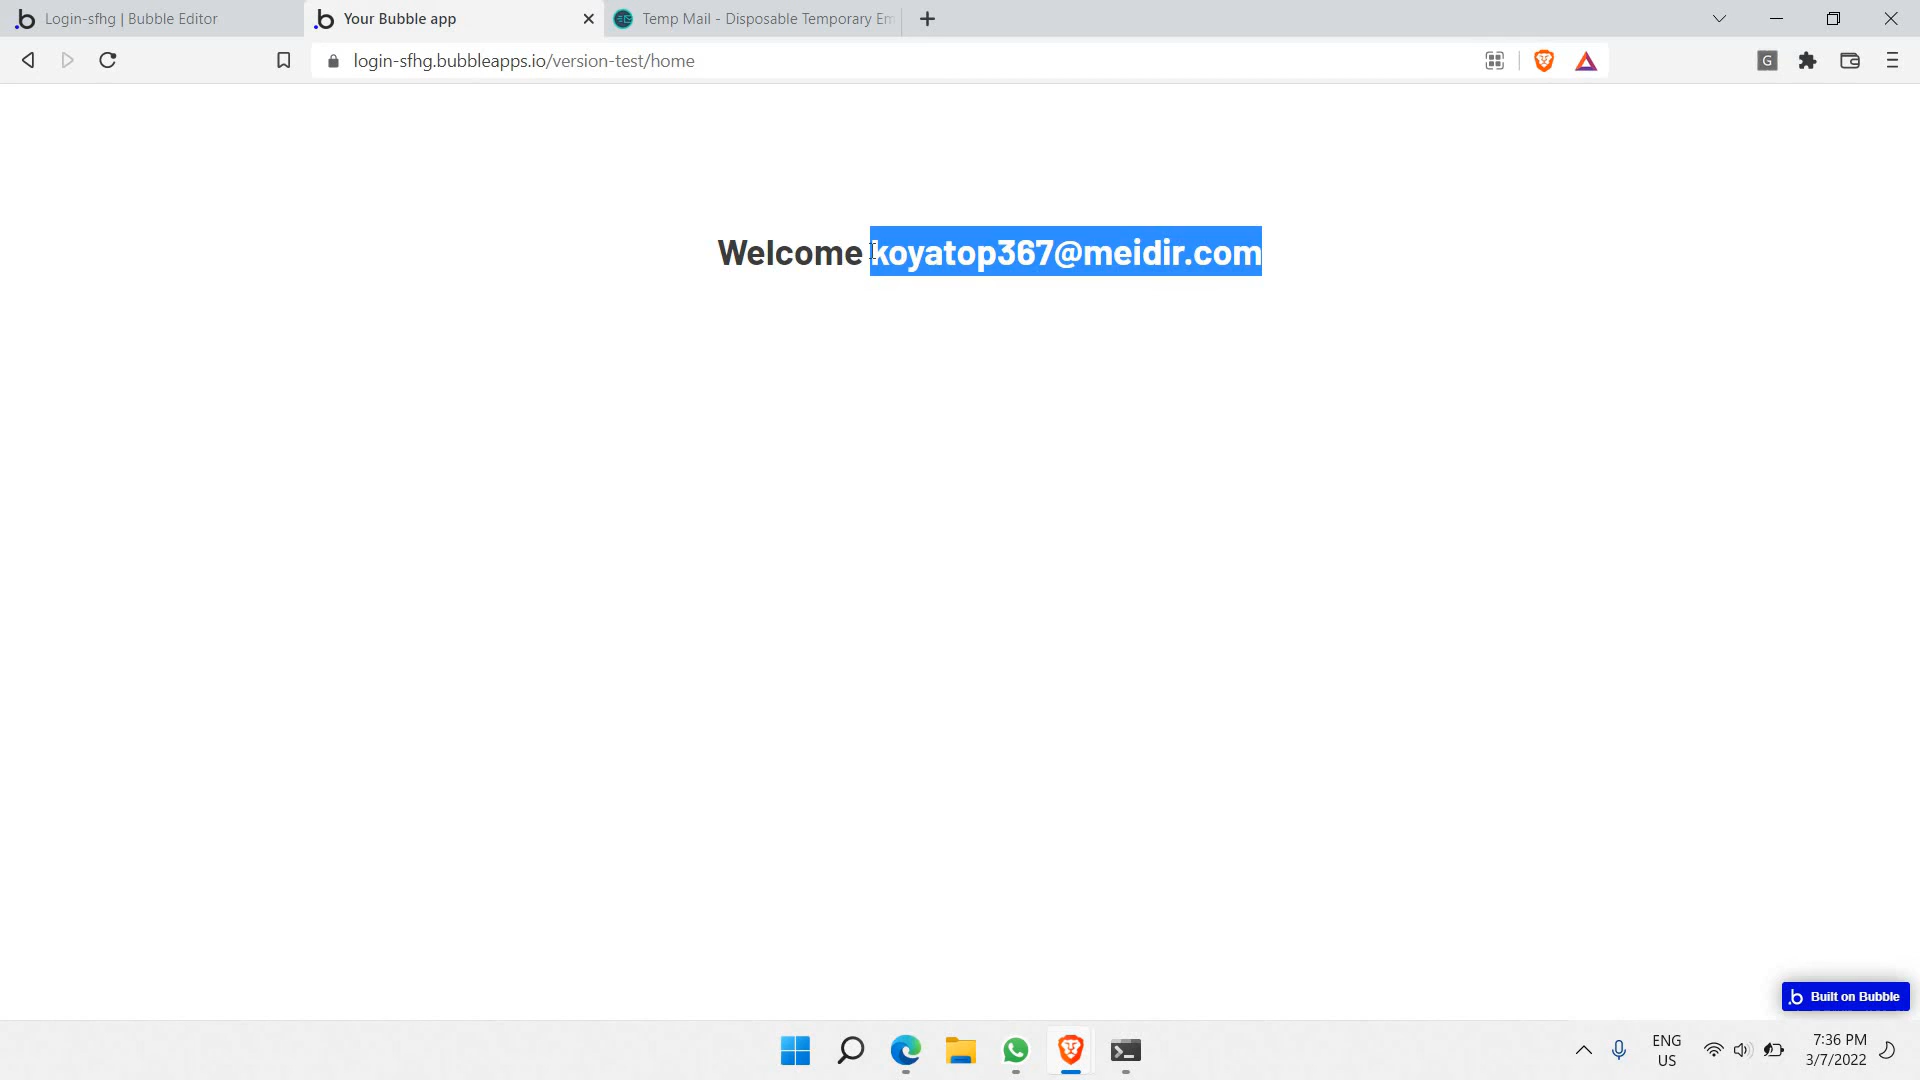 Login-sfhg | Bubble Editor
Your Bubble app
Temp Mail - Disposable Temporary Em
login-sfhg.bubbleapps.io/version-test/home
G
Welcome koyatop367@meidir.com
b Built on Bubble
ENG
US
7:36 PM
3/7/2022